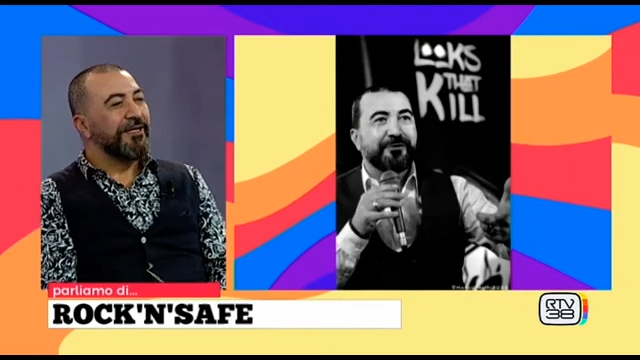 LOOKS
THAT
KILL
parliamo di...
ROCK'N'SAFE
RTV
38